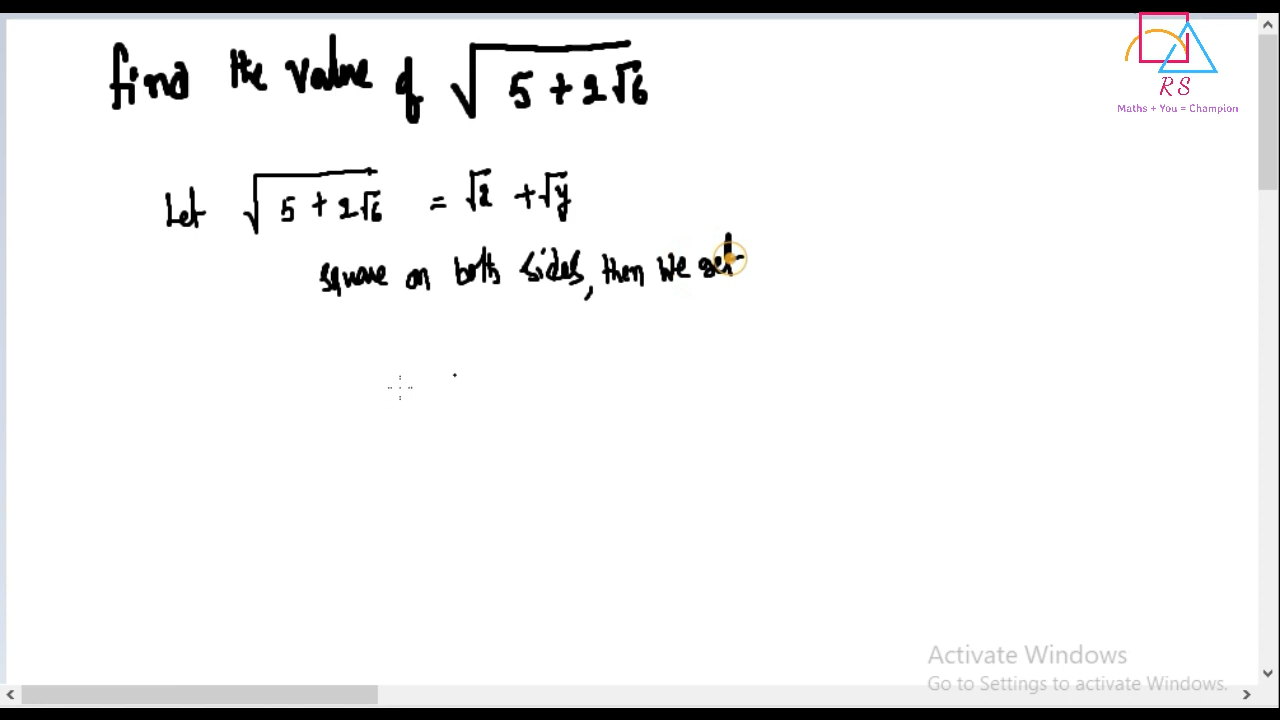 find the value of √(5+2√6)
RS
Maths + You = Champion
Let √(5+2√6) = √x + √y
square on both sides, then we get
Activate Windows
Go to Settings to activate Windows.